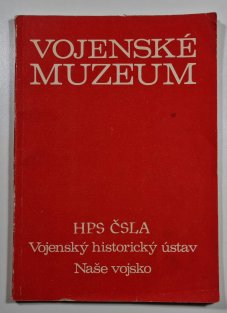 VOJENSKÉ
MUZEUM
HPS ČSLA
Vojenský historický ústav
Naše vojsko